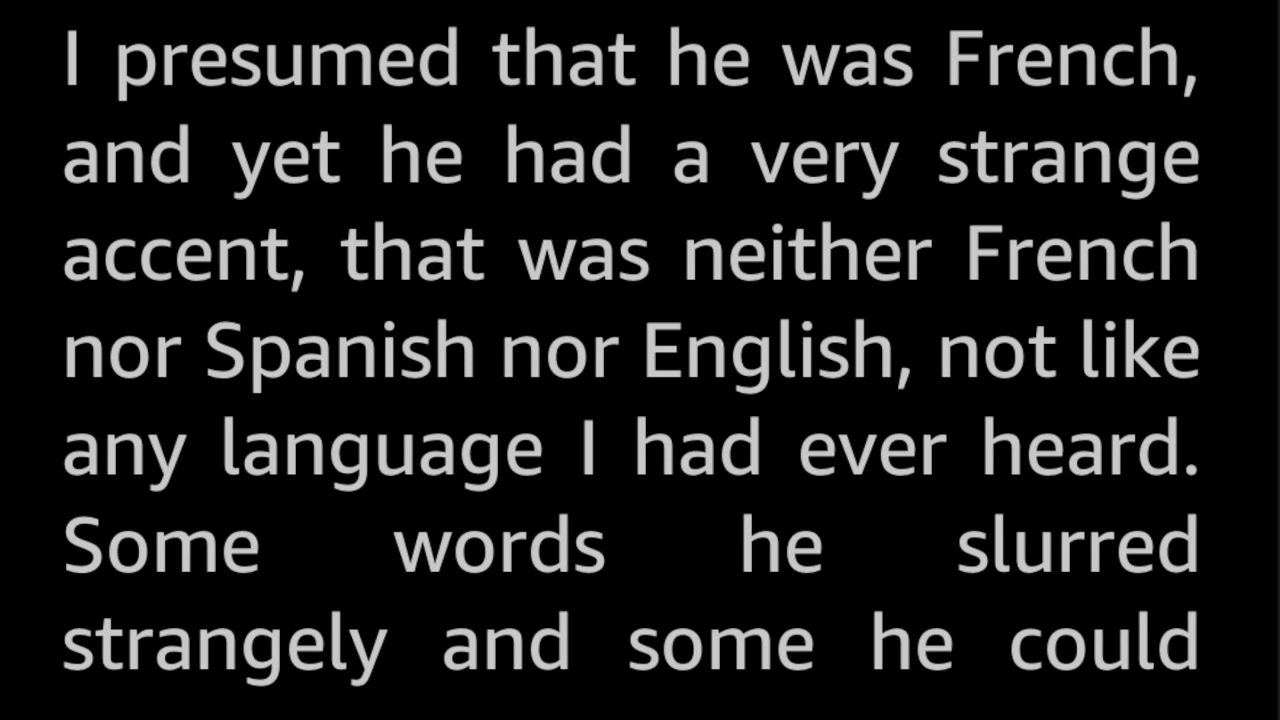 I presumed that he was French,
and yet he had a very strange
accent, that was neither French
nor Spanish nor English, not like
any language I had ever heard.
Some words he slurred
strangely and some he could